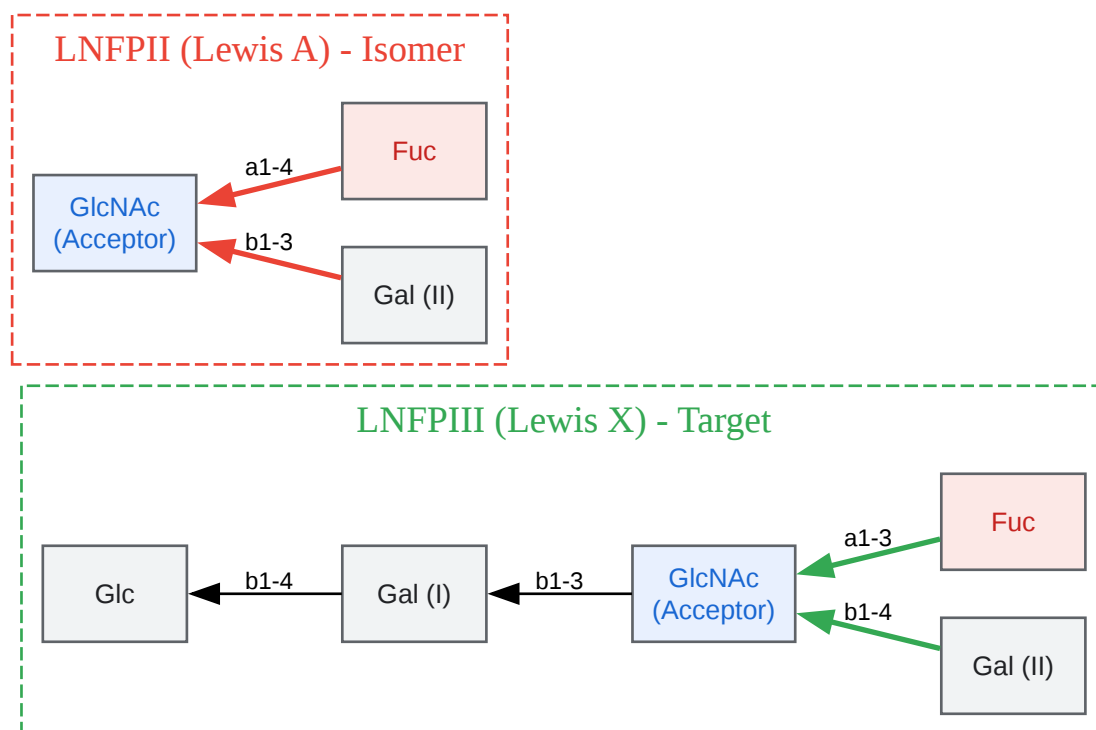 LNFPII (Lewis A) - Isomer
Fuc
a1-4
GlcNAc
(Acceptor)
b1-3
Gal (II)
LNFPIII (Lewis X) - Target
Fuc
a1-3
Glc
b1-4
Gal (I)
b1-3
GlcNAc
(Acceptor)
b1-4
Gal (II)